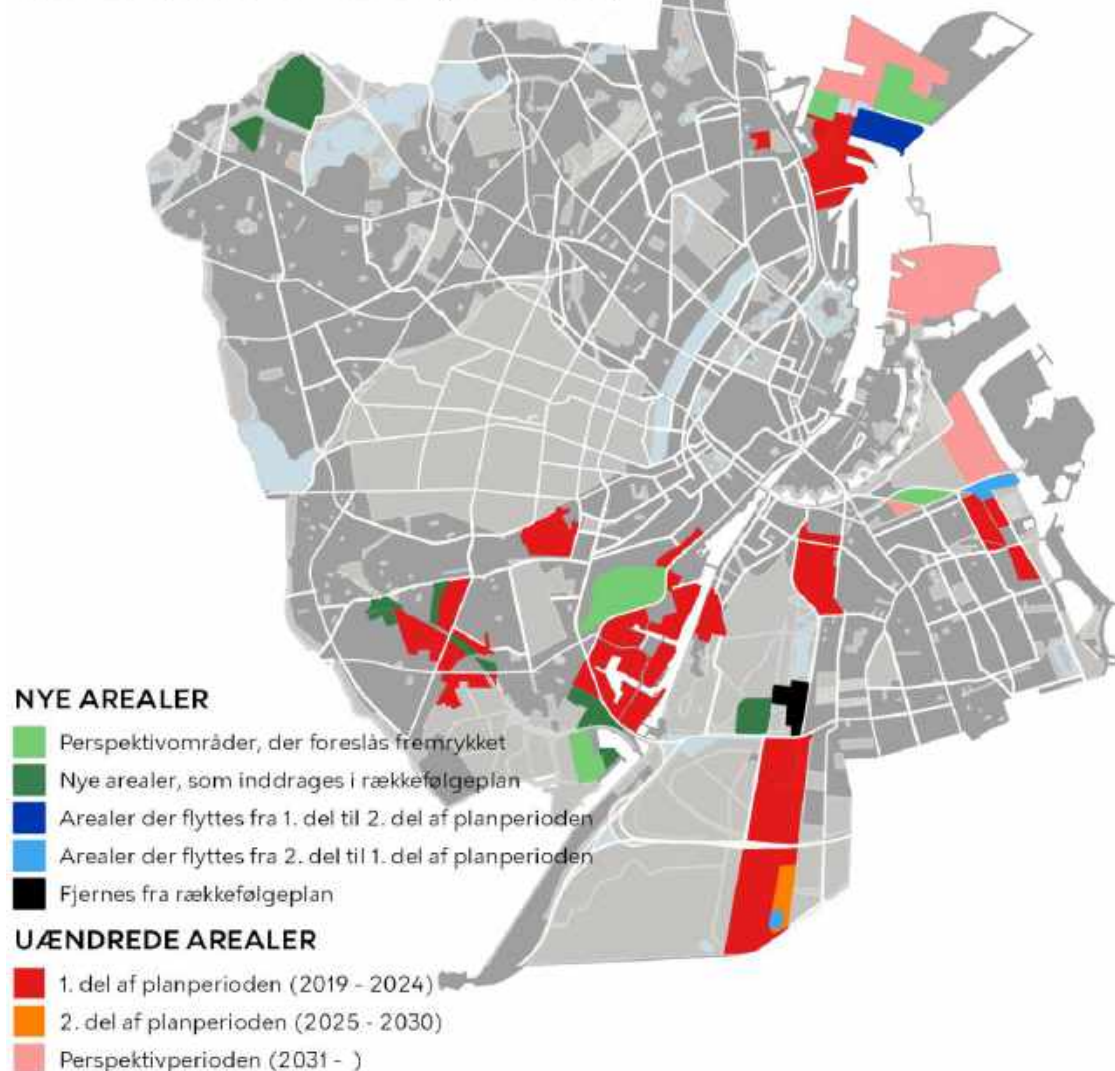 NYE AREALER
Perspektivområder, der foreslås fremrykket
Nye arealer, som inddrages i rækkefølgeplan
Arealer der flyttes fra 1. del til 2. del af planperioden
Arealer der flyttes fra 2. del til 1. del af planperioden
Fjernes fra rækkefølgeplan
UÆNDREDE AREALER
1. del af planperioden (2019 - 2024)
2. del af planperioden (2025 - 2030)
Perspektivperioden (2031 - )